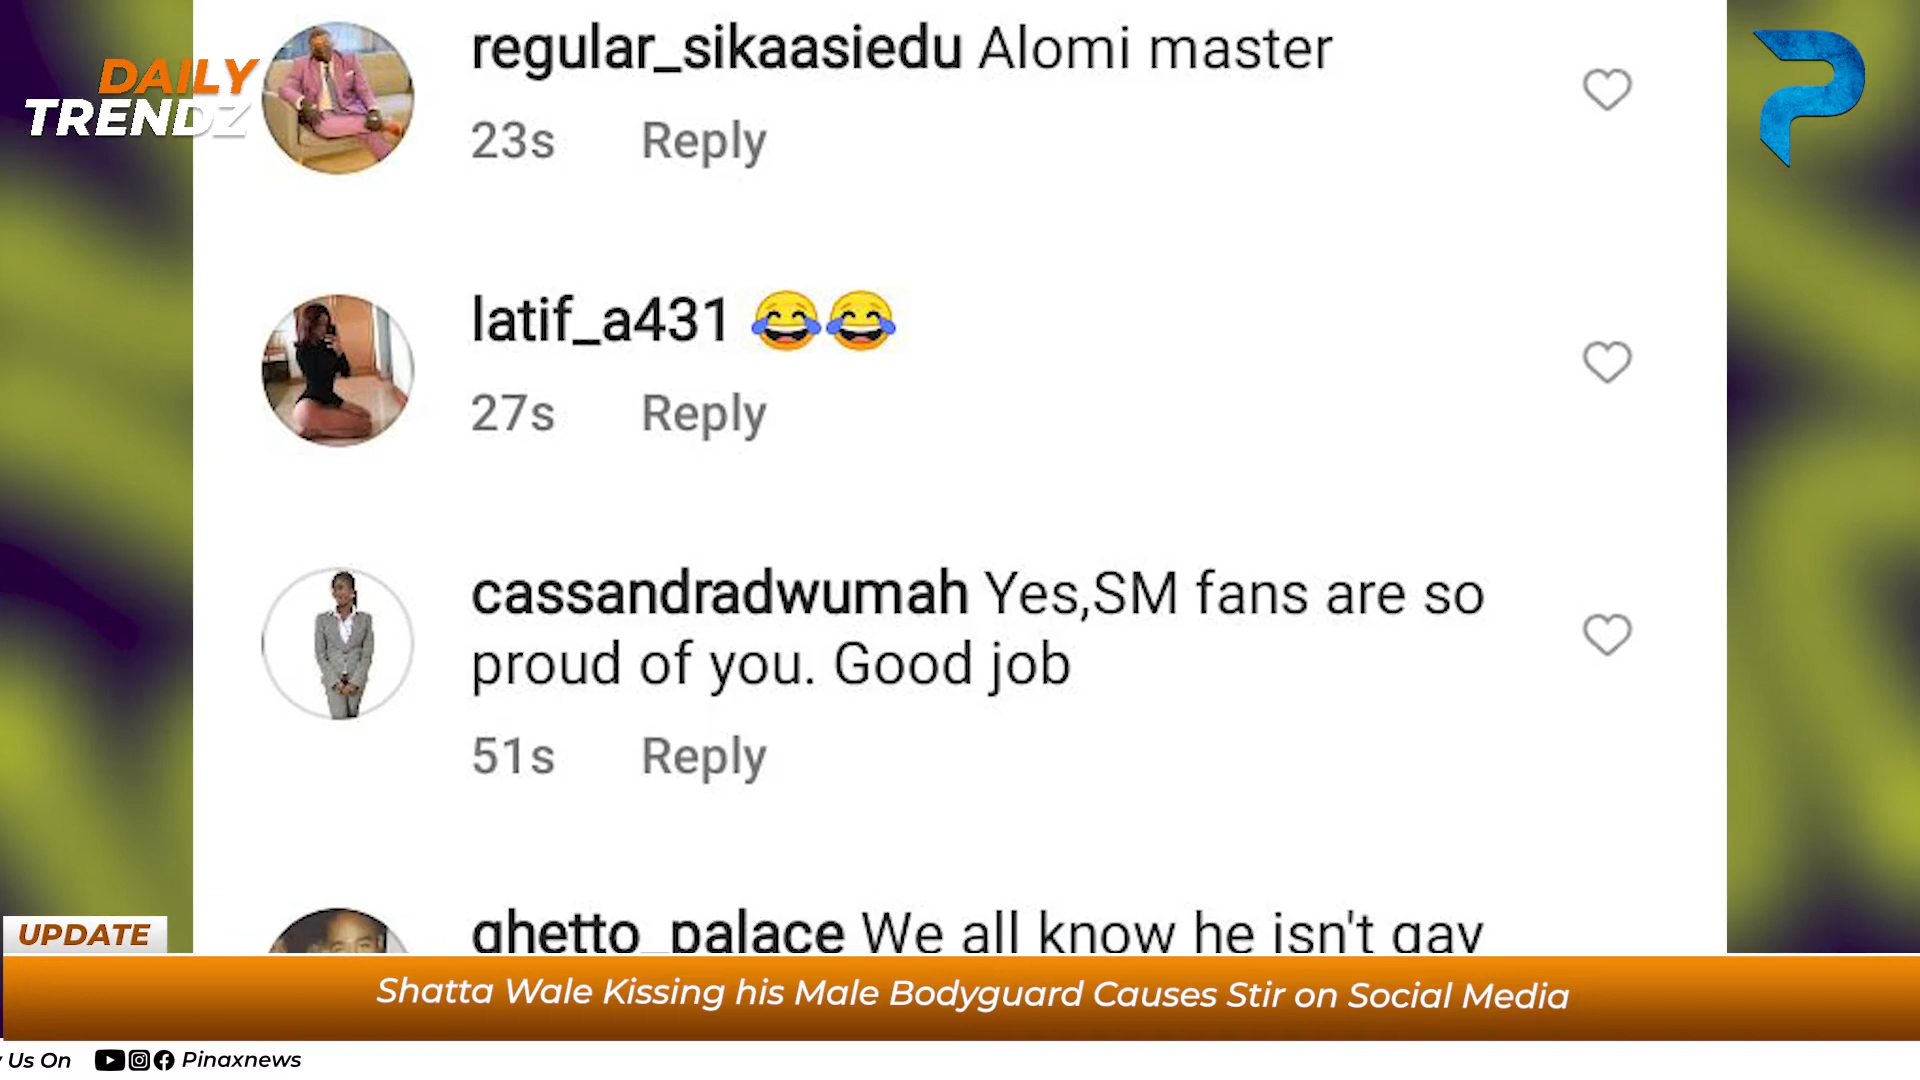 DAILY
TRENDZ
regular_sikaasiedu Alomi master
23s Reply
latif_a431 😂😂
27s Reply
cassandradwumah Yes,SM fans are so
proud of you. Good job
51s Reply
ghetto_palace We all know he isn't gay
UPDATE
Shatta Wale Kissing his Male Bodyguard Causes Stir on Social Media
Us On Pinaxnews